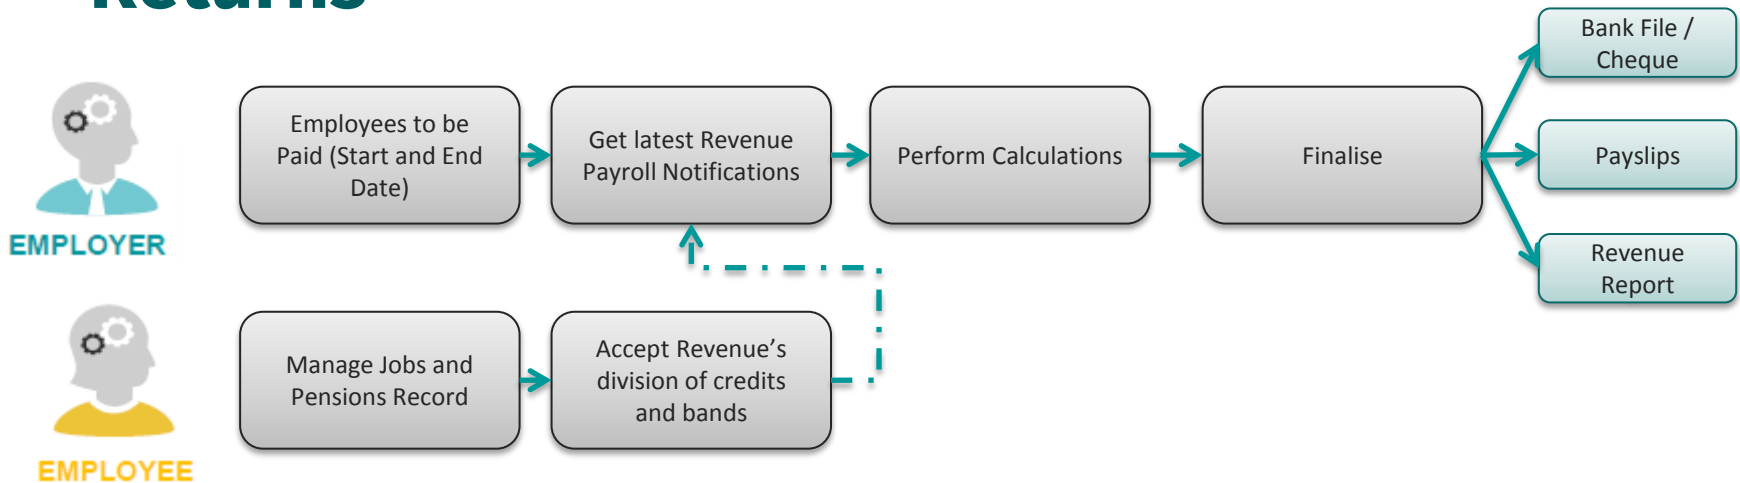 Returns
Bank File /
Cheque
Employees to be
Paid (Start and End
Date)
Get latest Revenue
Payroll Notifications
Perform Calculations
Finalise
Payslips
EMPLOYER
Revenue
Report
Manage Jobs and
Pensions Record
Accept Revenue’s
division of credits
and bands
EMPLOYEE